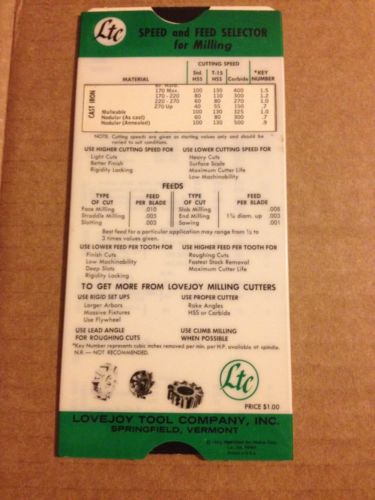 Ltc
SPEED and FEED SELECTOR
for Milling
CUTTING SPEED
MATERIAL Std. HSS T-15 HSS Carbide *KEY NUMBER
CAST IRON
170 Max. 100 130 400 1.5
170 - 220 80 110 300 1.2
220 - 270 60 80 270 1.0
270 Up 40 55 150 .7
Malleable 100 130 325 1.0
Nodular (As cast) 60 80 300 .7
Nodular (Annealed) 100 130 500 .9
NOTE: Cutting speeds are given as starting values only and should be
varied to suit conditions.
USE HIGHER CUTTING SPEED FOR
Light Cuts
Better Finish
Rigidity Lacking
USE LOWER CUTTING SPEED FOR
Heavy Cuts
Surface Scale
Maximum Cutter Life
Low Machinability
FEEDS
TYPE OF CUT FEED PER BLADE TYPE OF CUT FEED PER BLADE
Face Milling .010 Slab Milling .008
Straddle Milling .005 End Milling 1¼ diam. up .003
Slotting .003 Sawing .001
Best feed for a particular application may range from ½ to
3 times values given.
USE LOWER FEED PER TOOTH FOR
Finish Cuts
Low Machinability
Deep Slots
Rigidity Lacking
USE HIGHER FEED PER TOOTH FOR
Roughing Cuts
Fastest Stock Removal
Maximum Cutter Life
TO GET MORE FROM LOVEJOY MILLING CUTTERS
USE RIGID SET UPS
Larger Arbors
Massive Fixtures
Use Flywheel
USE PROPER CUTTER
Rake Angles
HSS or Carbide
USE LEAD ANGLE
FOR ROUGHING CUTS
USE CLIMB MILLING
WHEN POSSIBLE
*Key Number represents cubic inches removed per min. per H.P. available at spindle.
N.R. — NOT RECOMMENDED.
Ltc
PRICE $1.00
LOVEJOY TOOL COMPANY, INC.
SPRINGFIELD, VERMONT